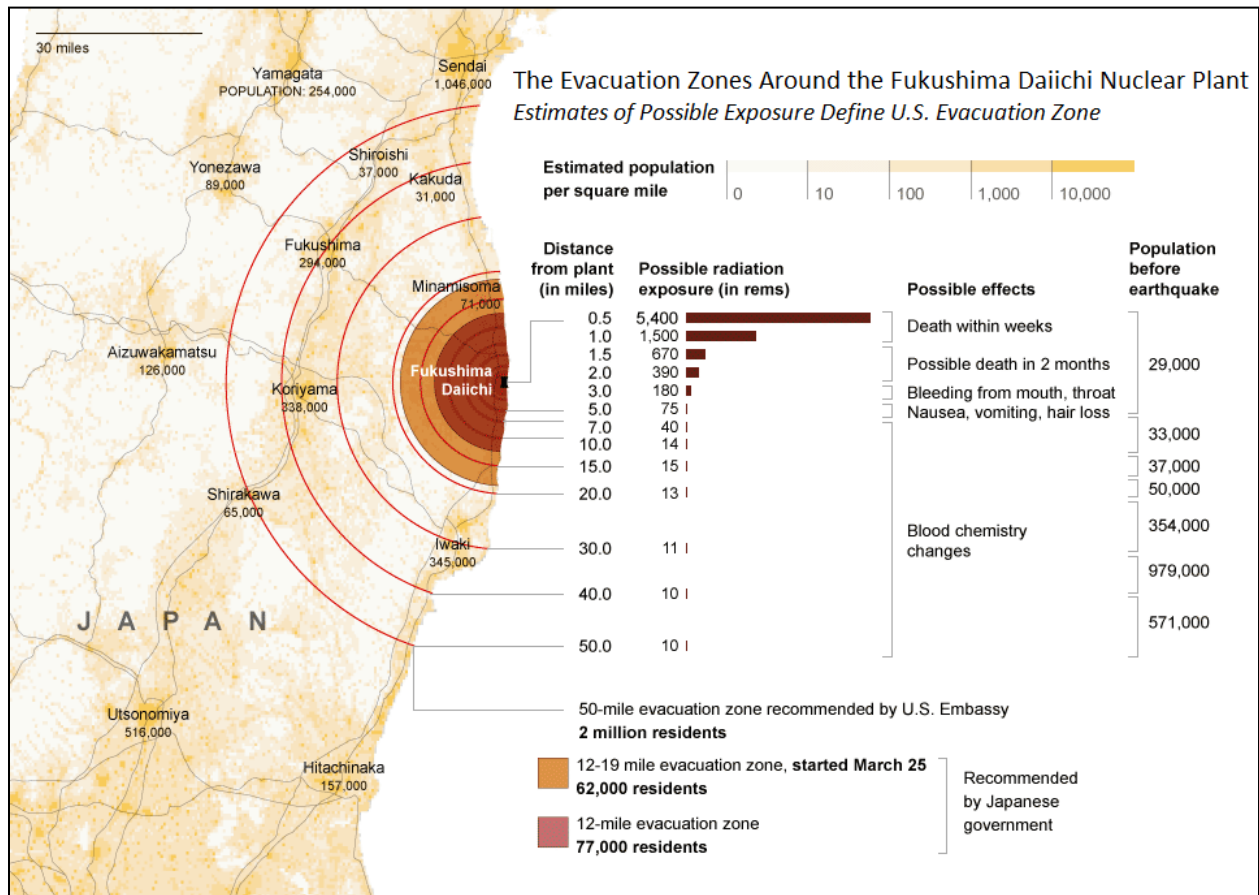 30 miles
Yamagata
POPULATION: 254,000
Sendai
1,046,000
Yonezawa
89,000
Shiroishi
37,000
Kakuda
31,000
Fukushima
294,000
Minamisoma
71,000
Aizuwakamatsu
126,000
Koriyama
338,000
Fukushima
Daiichi
Shirakawa
65,000
Iwaki
345,000
JAPAN
Utsonomiya
516,000
Hitachinaka
157,000
The Evacuation Zones Around the Fukushima Daiichi Nuclear Plant
Estimates of Possible Exposure Define U.S. Evacuation Zone
Estimated population
per square mile
0 10 100 1,000 10,000
Distance
from plant
(in miles)
Possible radiation
exposure (in rems)
Possible effects
Population
before
earthquake
0.5 5,400
1.0 1,500
1.5 670
2.0 390
3.0 180
5.0 75
7.0 40
10.0 14
15.0 15
20.0 13
30.0 11
40.0 10
50.0 10
Death within weeks
Possible death in 2 months
Bleeding from mouth, throat
Nausea, vomiting, hair loss
Blood chemistry
changes
29,000
33,000
37,000
50,000
354,000
979,000
571,000
50-mile evacuation zone recommended by U.S. Embassy
2 million residents
12-19 mile evacuation zone, started March 25
62,000 residents
12-mile evacuation zone
77,000 residents
Recommended
by Japanese
government